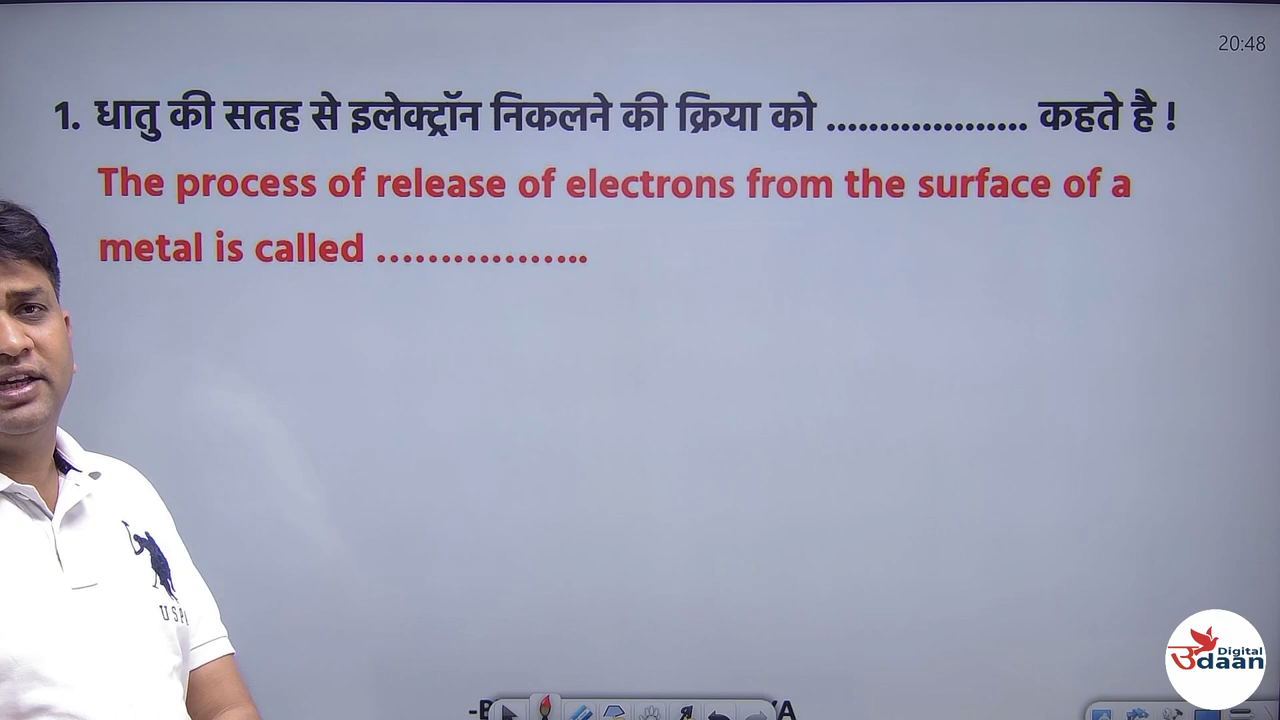 20:48
1. धातु की सतह से इलेक्ट्रॉन निकलने की क्रिया को ................... कहते है !
The process of release of electrons from the surface of a
metal is called ……………..
U S P
Digital
उdaan